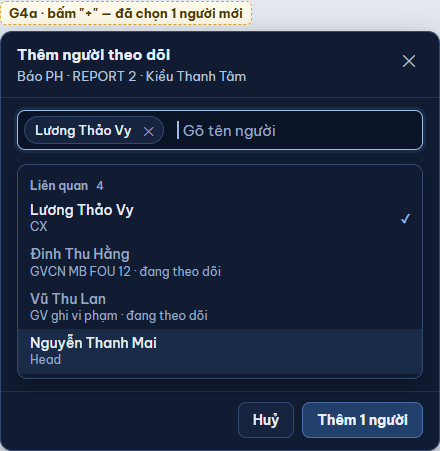 G4a · bấm "+" — đã chọn 1 người mới
Thêm người theo dõi
Báo PH · REPORT 2 · Kiều Thanh Tâm
Lương Thảo Vy
Gõ tên người
Liên quan 4
Lương Thảo Vy
CX
Đinh Thu Hằng
GVCN MB FOU 12 · đang theo dõi
Vũ Thu Lan
GV ghi vi phạm · đang theo dõi
Nguyễn Thanh Mai
Head
Huỷ
Thêm 1 người